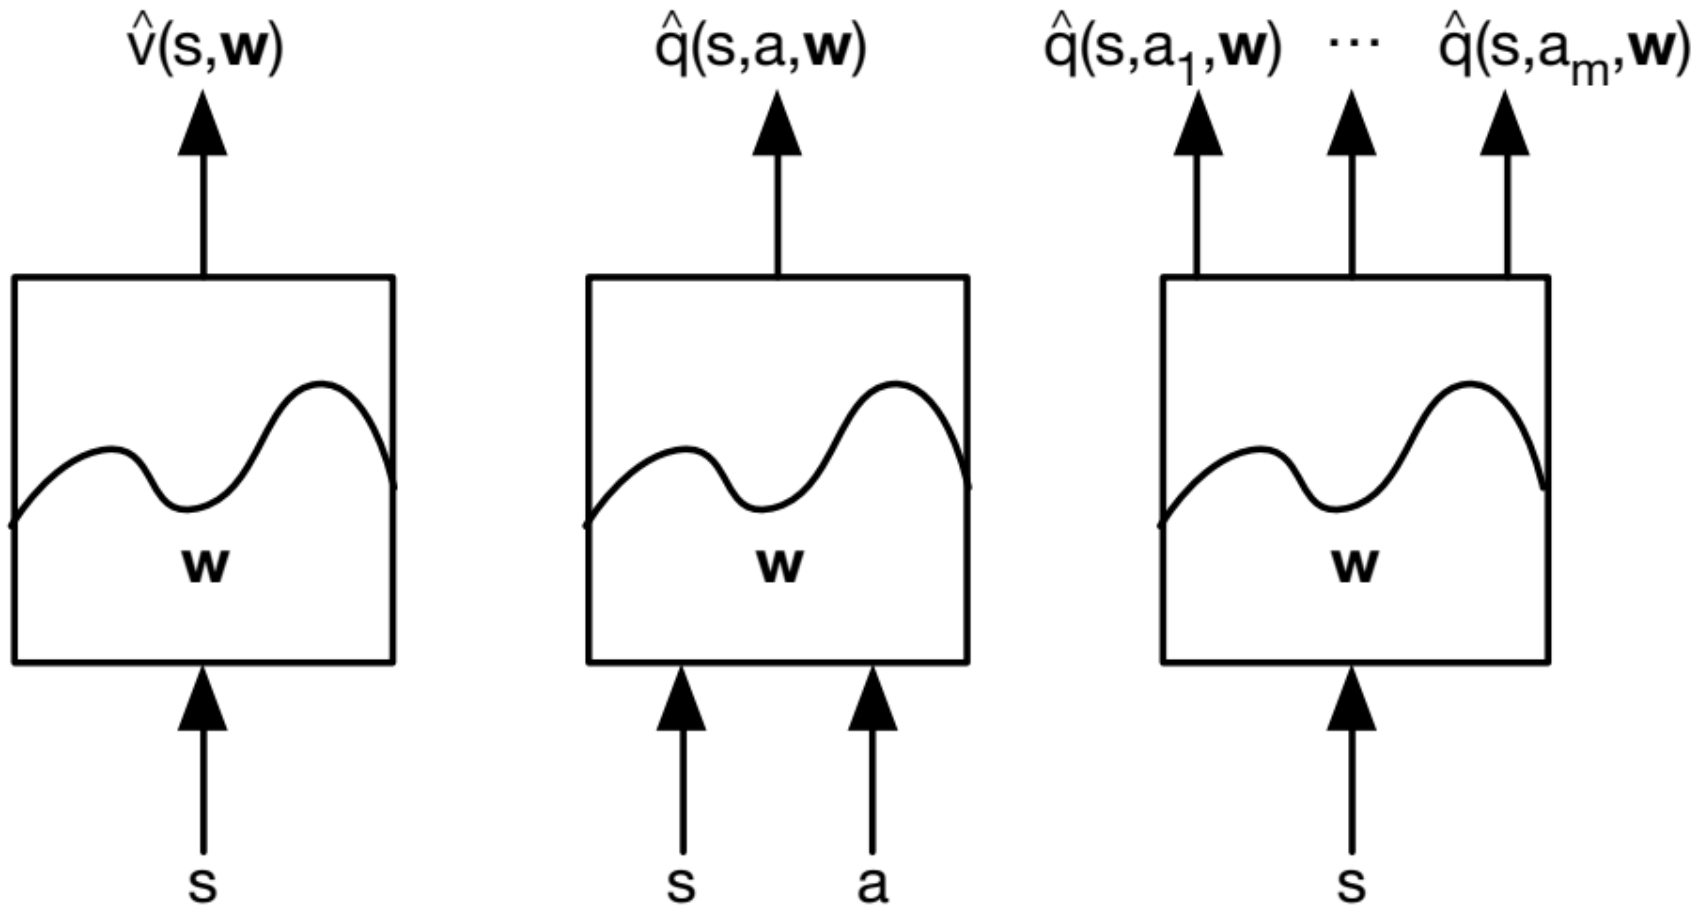 v̂(s,w) q̂(s,a,w) q̂(s,a₁,w) ··· q̂(s,aₘ,w)
w w w
s s a s